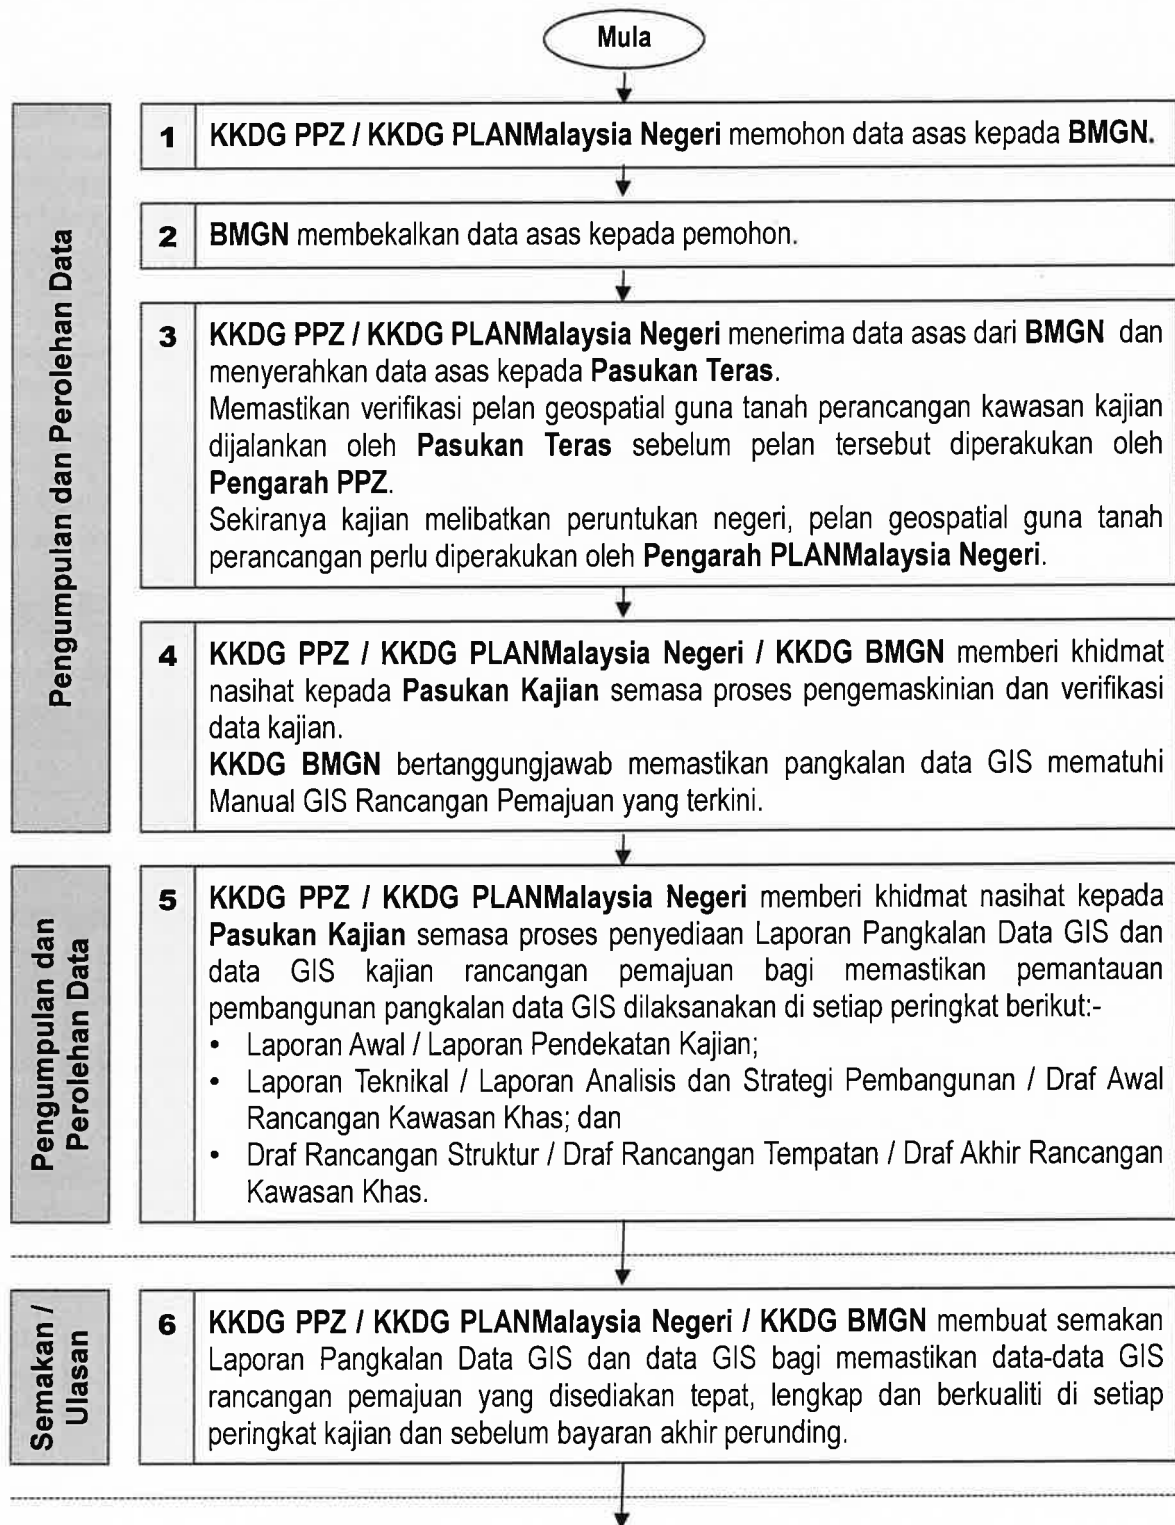 Mula
Pengumpulan dan Perolehan Data
1 KKDG PPZ / KKDG PLANMalaysia Negeri memohon data asas kepada BMGN.
2 BMGN membekalkan data asas kepada pemohon.
3 KKDG PPZ / KKDG PLANMalaysia Negeri menerima data asas dari BMGN dan
menyerahkan data asas kepada Pasukan Teras.
Memastikan verifikasi pelan geospatial guna tanah perancangan kawasan kajian
dijalankan oleh Pasukan Teras sebelum pelan tersebut diperakukan oleh
Pengarah PPZ.
Sekiranya kajian melibatkan peruntukan negeri, pelan geospatial guna tanah
perancangan perlu diperakukan oleh Pengarah PLANMalaysia Negeri.
4 KKDG PPZ / KKDG PLANMalaysia Negeri / KKDG BMGN memberi khidmat
nasihat kepada Pasukan Kajian semasa proses pengemaskinian dan verifikasi
data kajian.
KKDG BMGN bertanggungjawab memastikan pangkalan data GIS mematuhi
Manual GIS Rancangan Pemajuan yang terkini.
Pengumpulan dan
Perolehan Data
5 KKDG PPZ / KKDG PLANMalaysia Negeri memberi khidmat nasihat kepada
Pasukan Kajian semasa proses penyediaan Laporan Pangkalan Data GIS dan
data GIS kajian rancangan pemajuan bagi memastikan pemantauan
pembangunan pangkalan data GIS dilaksanakan di setiap peringkat berikut:-
• Laporan Awal / Laporan Pendekatan Kajian;
• Laporan Teknikal / Laporan Analisis dan Strategi Pembangunan / Draf Awal
Rancangan Kawasan Khas; dan
• Draf Rancangan Struktur / Draf Rancangan Tempatan / Draf Akhir Rancangan
Kawasan Khas.
Semakan /
Ulasan
6 KKDG PPZ / KKDG PLANMalaysia Negeri / KKDG BMGN membuat semakan
Laporan Pangkalan Data GIS dan data GIS bagi memastikan data-data GIS
rancangan pemajuan yang disediakan tepat, lengkap dan berkualiti di setiap
peringkat kajian dan sebelum bayaran akhir perunding.